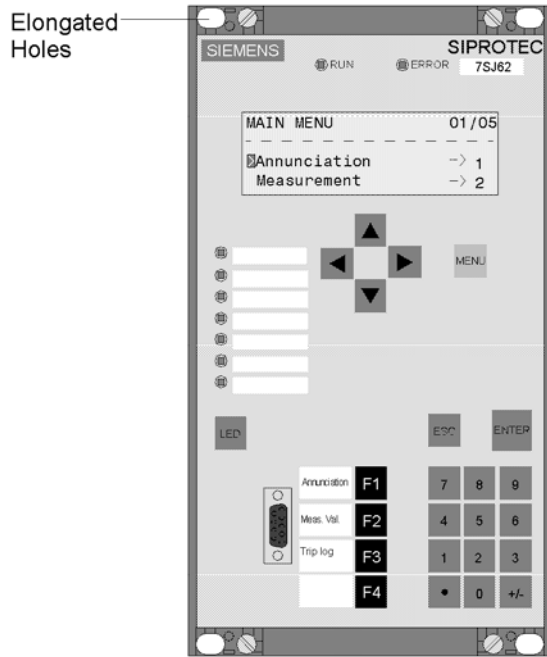 Elongated
Holes
SIEMENS
SIPROTEC
RUN
ERROR
7SJ62
MAIN MENU 01/05
Annunciation -> 1
Measurement -> 2
MENU
LED
ESC
ENTER
Annunciation F1
7 8 9
Meas. Val. F2
4 5 6
Trip log F3
1 2 3
F4
• 0 +/-